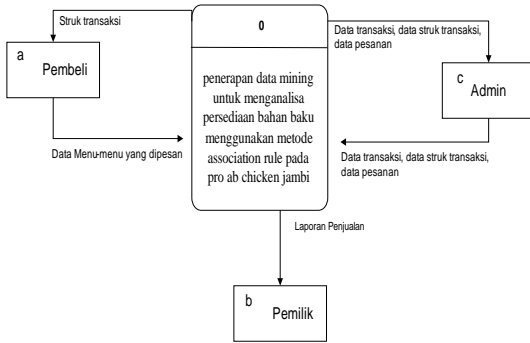 Struk transaksi
0
Data transaksi, data struk transaksi,
data pesanan
a
Pembeli
penerapan data mining
untuk menganalisa
persediaan bahan baku
menggunakan metode
association rule pada
pro ab chicken jambi
c
Admin
Data Menu-menu yang dipesan
Data transaksi, data struk transaksi,
data pesanan
Laporan Penjualan
b
Pemilik